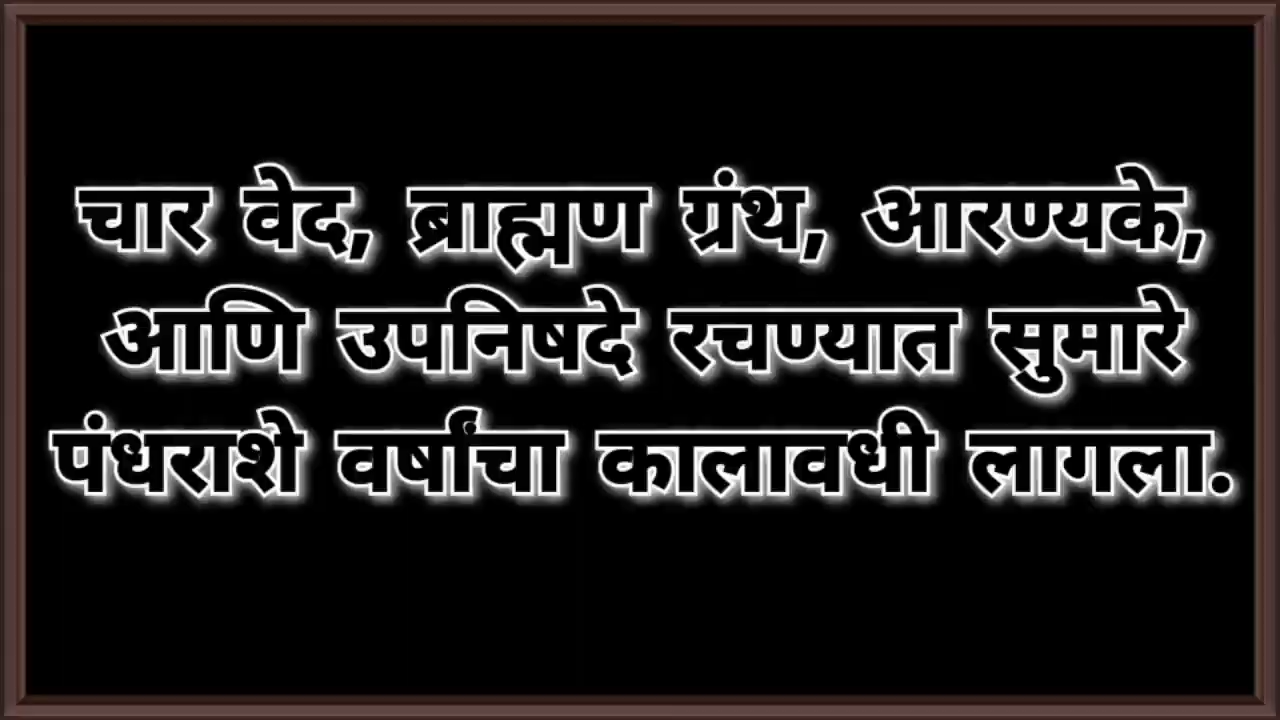 चार वेद, ब्राह्मण ग्रंथ, आरण्यके,
आणि उपनिषदे रचण्यात सुमारे
पंधराशे वर्षांचा कालावधी लागला.